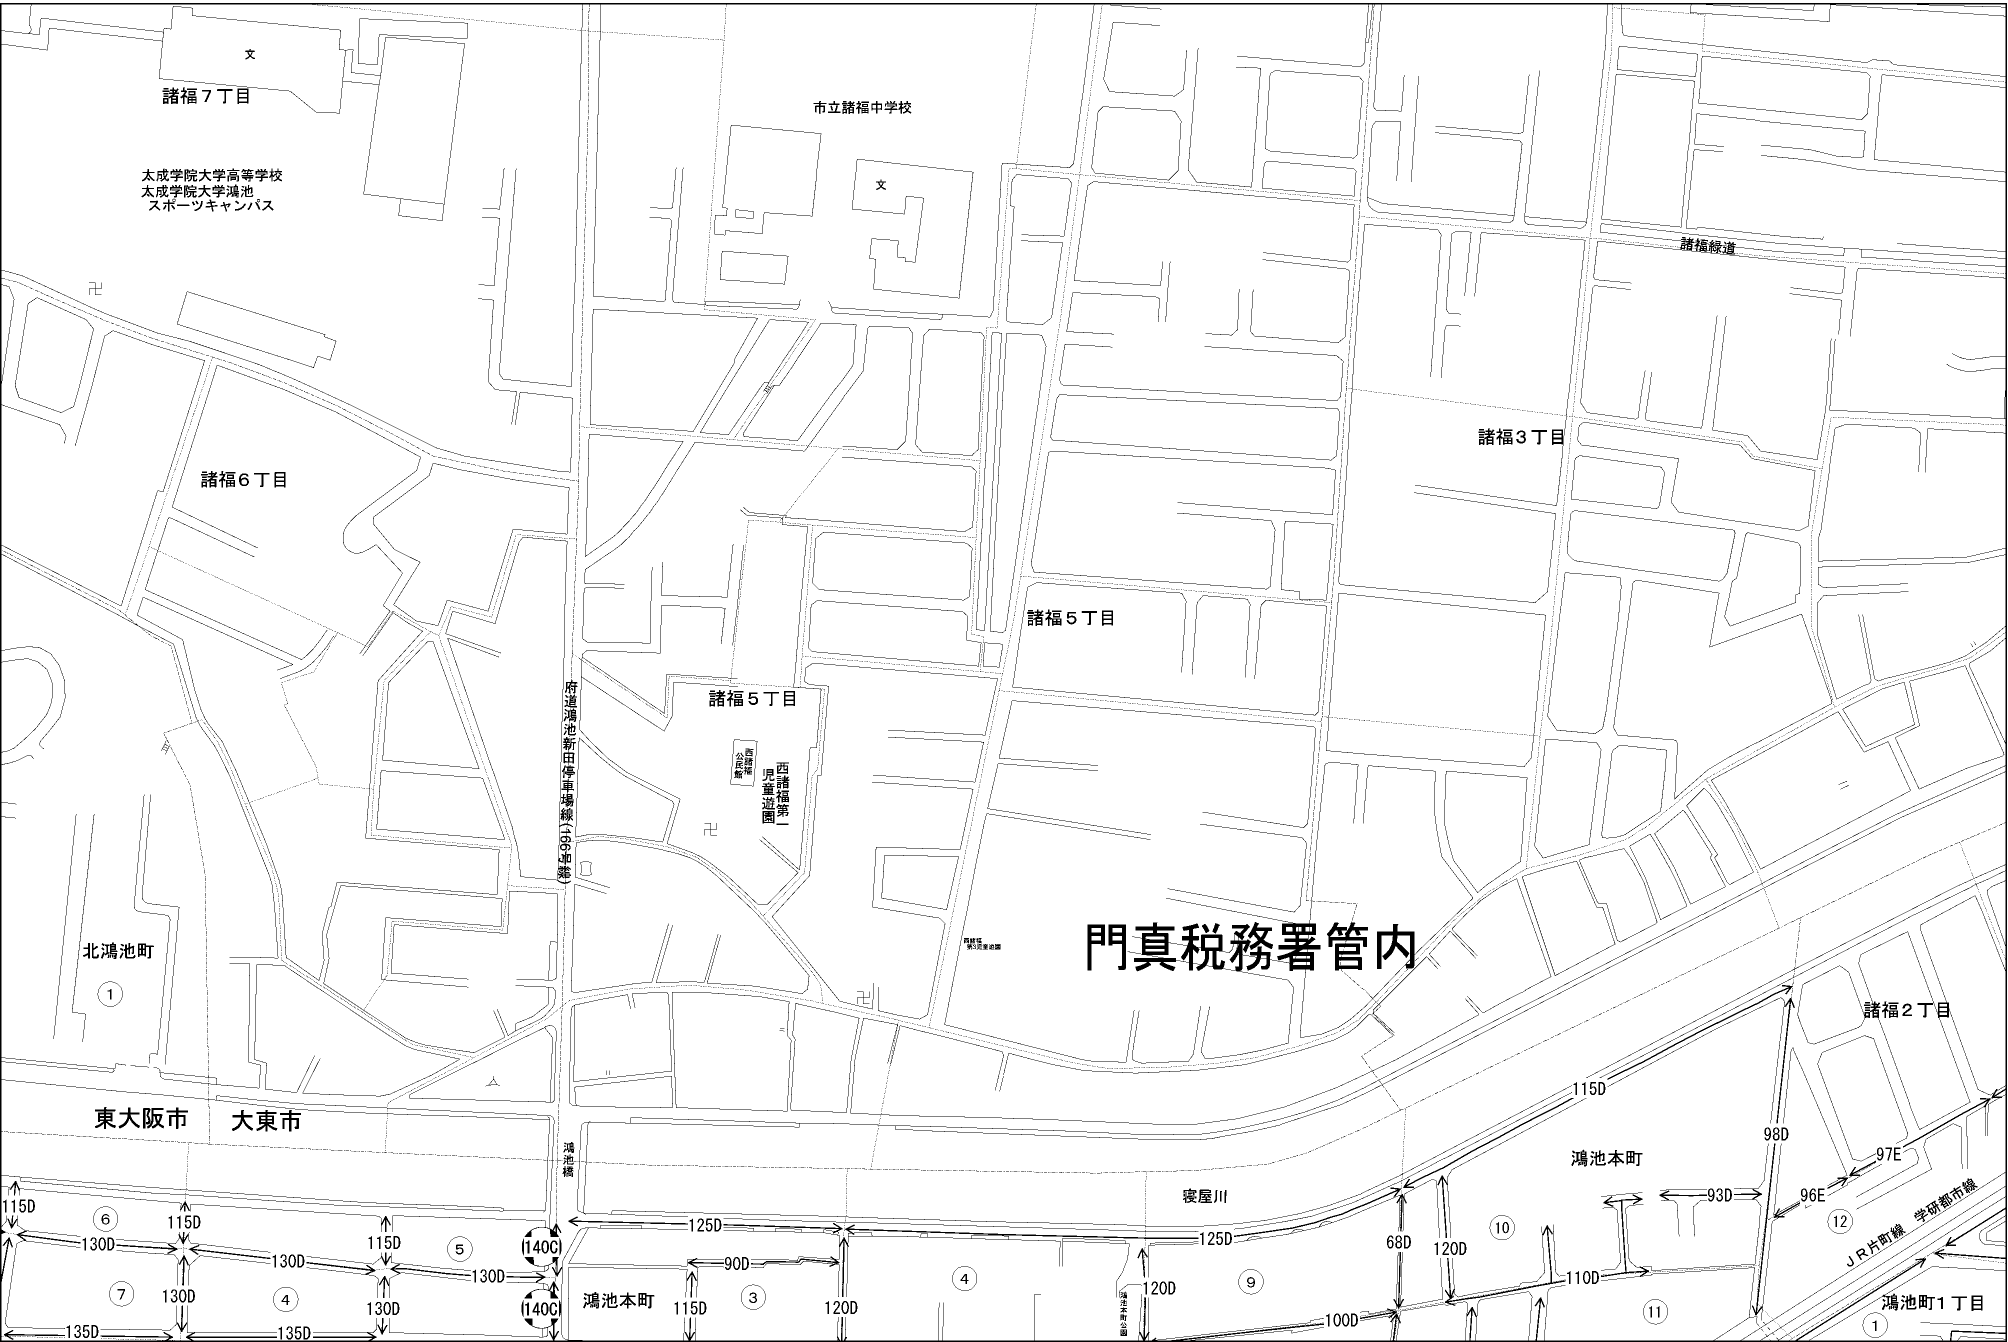 文
諸福７丁目
市立諸福中学校
太成学院大学高等学校
太成学院大学鴻池
スポーツキャンパス
文
諸福緑道
諸福３丁目
諸福６丁目
諸福５丁目
諸福５丁目
府道鴻池新田停車場線(166号線)
西諸福
公民館
西諸福第一
児童遊園
門真税務署管内
北鴻池町
①
諸福２丁目
東大阪市
大東市
鴻池橋
115D
98D
鴻池本町
97E
96E
93D
寝屋川
ＪＲ片町線　学研都市線
115D
⑥
115D
130D
115D
⑤
140C
125D
125D
68D
120D
⑩
⑫
130D
130D
90D
110D
⑦
130D
④
130D
140C
鴻池本町
115D
③
120D
④
120D
鴻池本町公園
⑨
100D
⑪
鴻池町１丁目
①
135D
135D